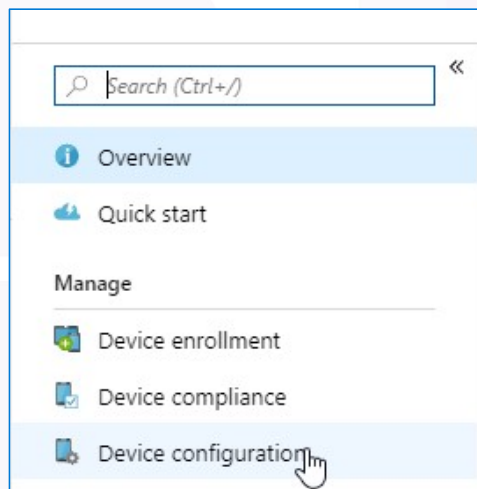 Search (Ctrl+/)
Overview
Quick start
Manage
Device enrollment
Device compliance
Device configuration